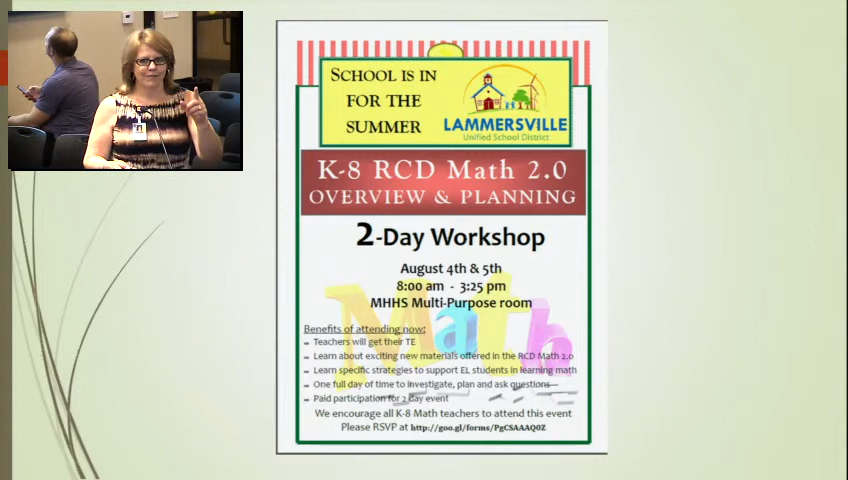 SCHOOL IS IN
FOR THE
SUMMER
LAMMERSVILLE
Unified School District
K-8 RCD Math 2.0
OVERVIEW & PLANNING
2-Day Workshop
August 4th & 5th
8:00 am - 3:25 pm
MHHS Multi-Purpose room
Math
Benefits of attending now:
Teachers will get their TE
Learn about exciting new materials offered in the RCD Math 2.0
Learn specific strategies to support EL students in learning math
One full day of time to investigate, plan and ask questions—
Paid participation for 2 day event
We encourage all K-8 Math teachers to attend this event
Please RSVP at http://goo.gl/forms/PgCSAAAQ0Z